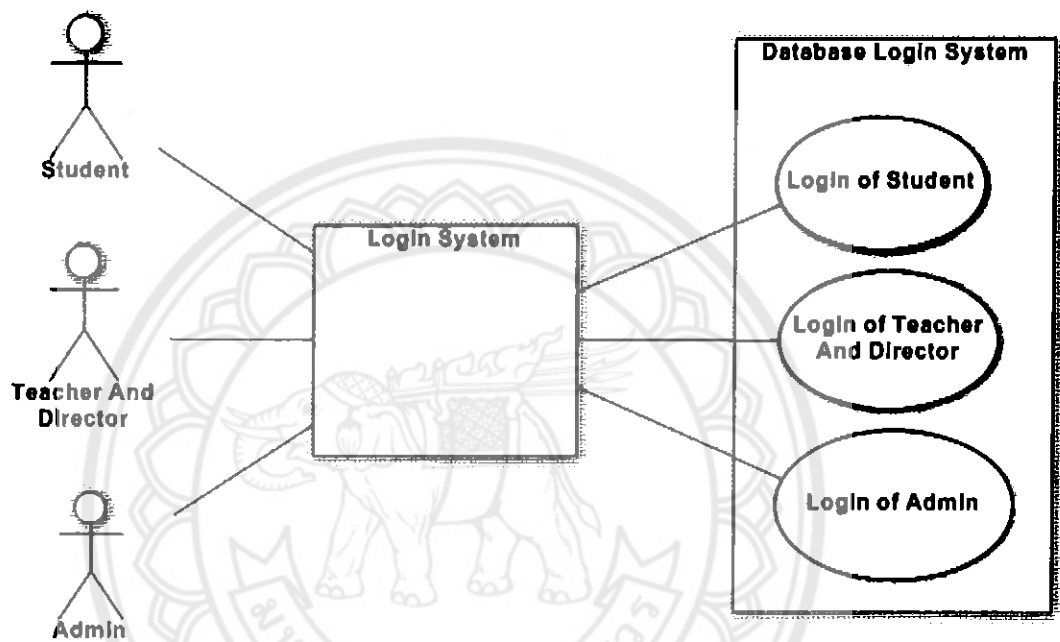 Student
Teacher And
Director
Admin
Login System
Database Login System
Login of Student
Login of Teacher
And Director
Login of Admin